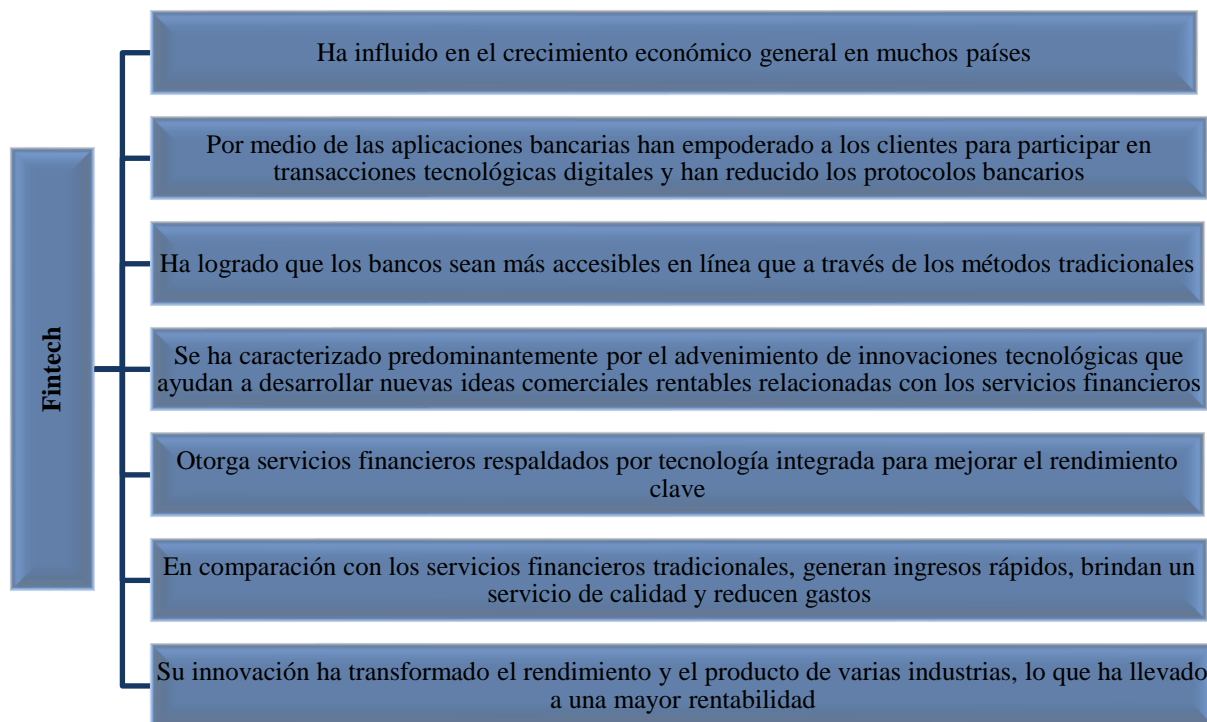 Fintech
Ha influido en el crecimiento económico general en muchos países
Por medio de las aplicaciones bancarias han empoderado a los clientes para participar en
transacciones tecnológicas digitales y han reducido los protocolos bancarios
Ha logrado que los bancos sean más accesibles en línea que a través de los métodos tradicionales
Se ha caracterizado predominantemente por el advenimiento de innovaciones tecnológicas que
ayudan a desarrollar nuevas ideas comerciales rentables relacionadas con los servicios financieros
Otorga servicios financieros respaldados por tecnología integrada para mejorar el rendimiento
clave
En comparación con los servicios financieros tradicionales, generan ingresos rápidos, brindan un
servicio de calidad y reducen gastos
Su innovación ha transformado el rendimiento y el producto de varias industrias, lo que ha llevado
a una mayor rentabilidad